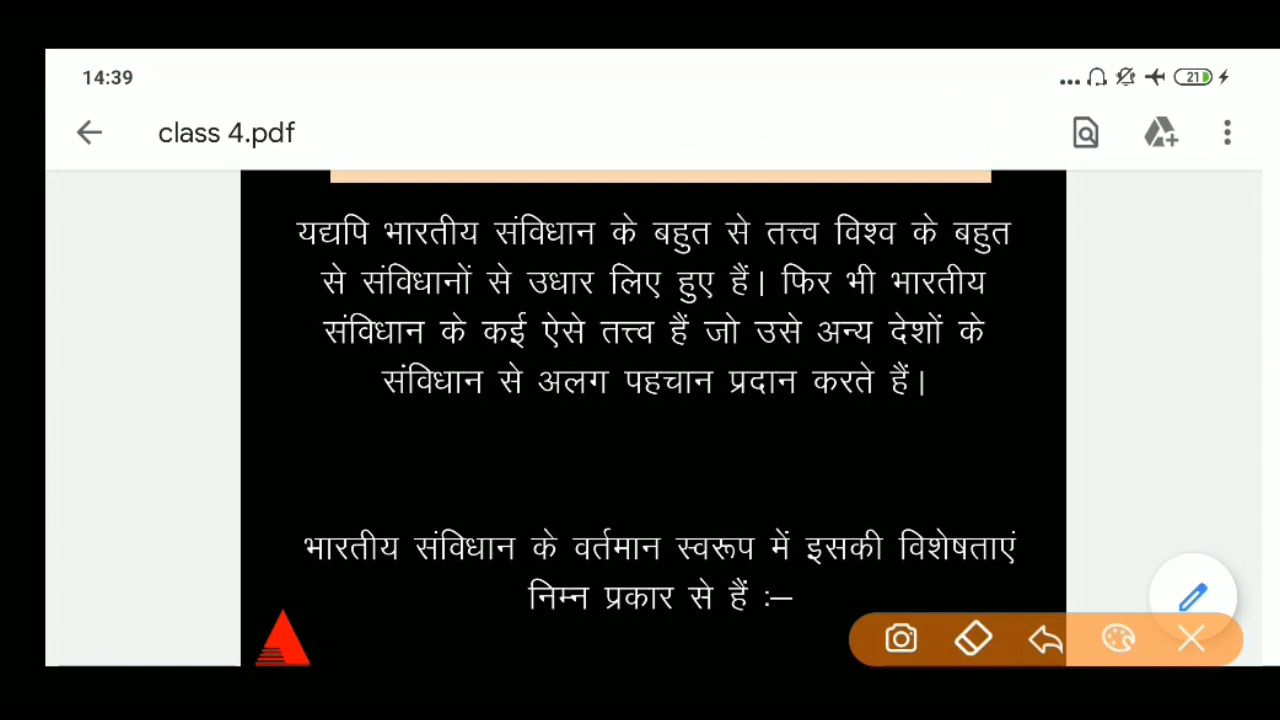 14:39
21
class 4.pdf
यद्यपि भारतीय संविधान के बहुत से तत्त्व विश्व के बहुत
से संविधानों से उधार लिए हुए हैं। फिर भी भारतीय
संविधान के कई ऐसे तत्त्व हैं जो उसे अन्य देशों के
संविधान से अलग पहचान प्रदान करते हैं।
भारतीय संविधान के वर्तमान स्वरूप में इसकी विशेषताएं
निम्न प्रकार से हैं :—